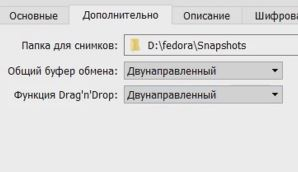 Основные Дополнительно Описание Шифрова
Папка для снимков: D:\fedora\Snapshots
Общий буфер обмена: Двунаправленный
Функция Drag'n'Drop: Двунаправленный